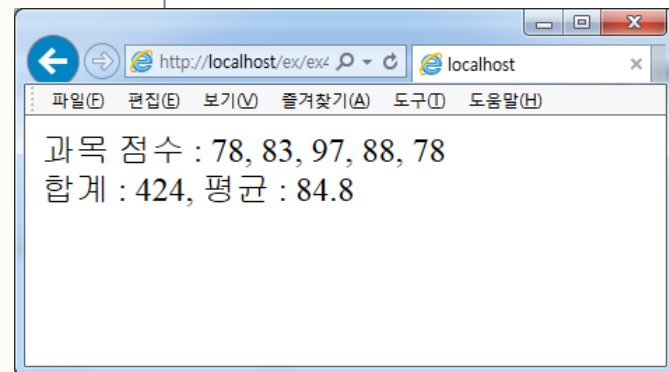 http://localhost/ex/ex4
localhost
파일(F) 편집(E) 보기(V) 즐겨찾기(A) 도구(T) 도움말(H)
과목 점수 : 78, 83, 97, 88, 78
합계 : 424, 평균 : 84.8